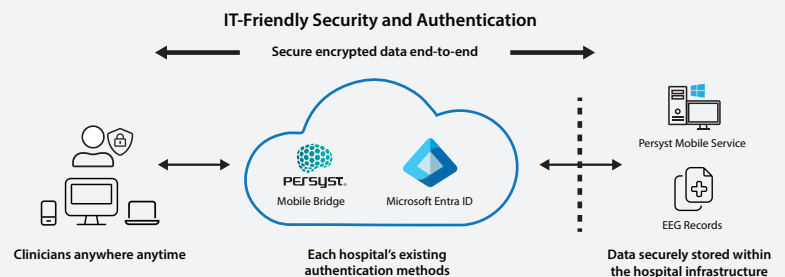 IT-Friendly Security and Authentication
Secure encrypted data end-to-end
Persyst Mobile Service
PERSYST.
Mobile Bridge
Microsoft Entra ID
EEG Records
Clinicians anywhere anytime
Each hospital's existing
authentication methods
Data securely stored within
the hospital infrastructure